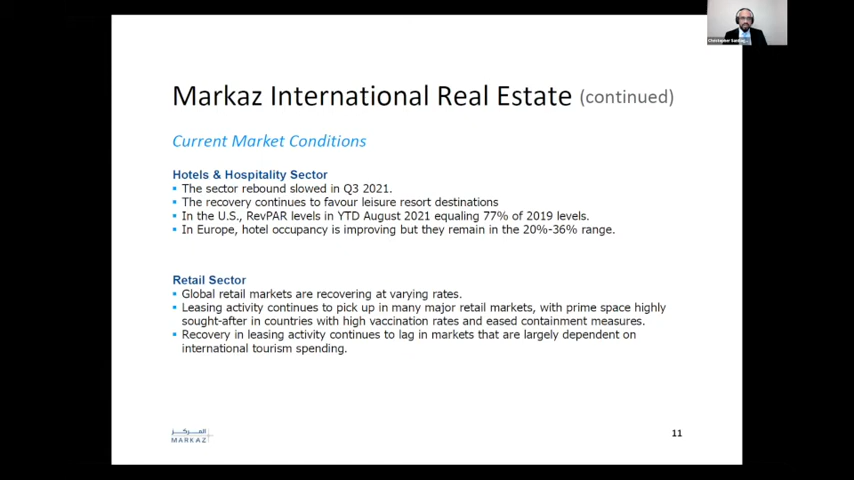 Christopher
Markaz International Real Estate (continued)
Current Market Conditions
Hotels & Hospitality Sector
▪ The sector rebound slowed in Q3 2021.
▪ The recovery continues to favour leisure resort destinations
▪ In the U.S., RevPAR levels in YTD August 2021 equaling 77% of 2019 levels.
▪ In Europe, hotel occupancy is improving but they remain in the 20%-36% range.
Retail Sector
▪ Global retail markets are recovering at varying rates.
▪ Leasing activity continues to pick up in many major retail markets, with prime space highly
sought-after in countries with high vaccination rates and eased containment measures.
▪ Recovery in leasing activity continues to lag in markets that are largely dependent on
international tourism spending.
المركز
MARKAZ
11